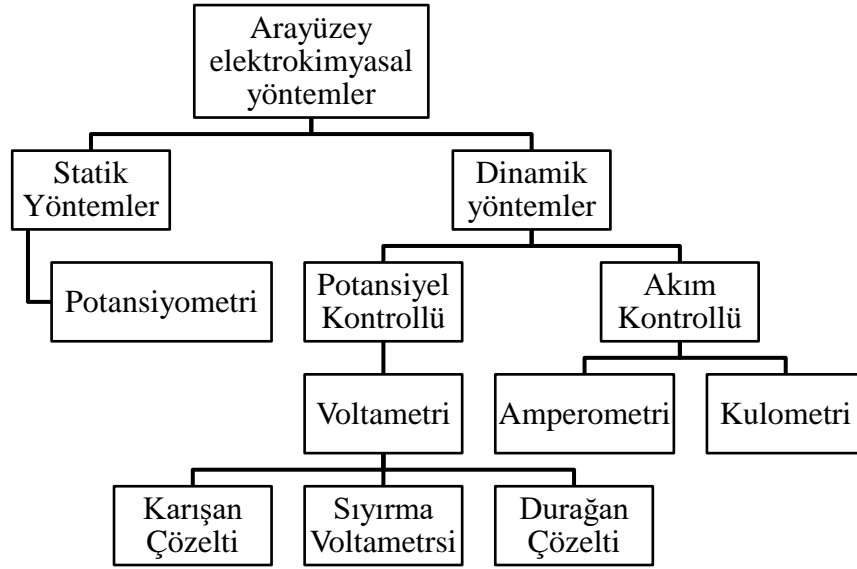 Arayüzey
elektrokimyasal
yöntemler
Statik
Yöntemler
Dinamik
yöntemler
Potansiyometri
Potansiyel
Kontrollü
Akım
Kontrollü
Voltametri
Amperometri
Kulometri
Karışan
Çözelti
Sıyırma
Voltametrsi
Durağan
Çözelti